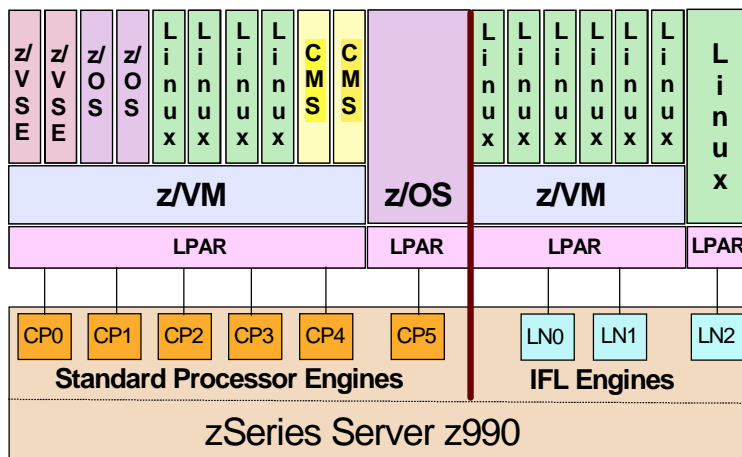 z/VSE
z/VSE
z/OS
z/OS
Linux
Linux
Linux
Linux
CMS
CMS
Linux
Linux
Linux
Linux
Linux
Linux
Linux
z/VM
z/OS
z/VM
LPAR
LPAR
LPAR
LPAR
CP0
CP1
CP2
CP3
CP4
CP5
LN0
LN1
LN2
Standard Processor Engines
IFL Engines
zSeries Server z990